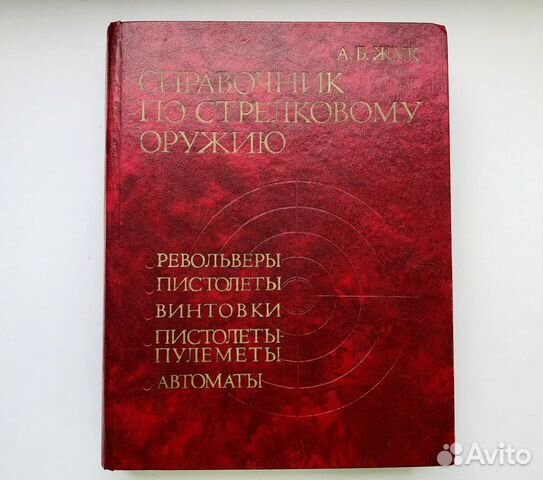 А. Б. ЖУК
СПРАВОЧНИК
ПО СТРЕЛКОВОМУ
ОРУЖИЮ
РЕВОЛЬВЕРЫ
ПИСТОЛЕТЫ
ВИНТОВКИ
ПИСТОЛЕТЫ-
ПУЛЕМЕТЫ
АВТОМАТЫ
Avito